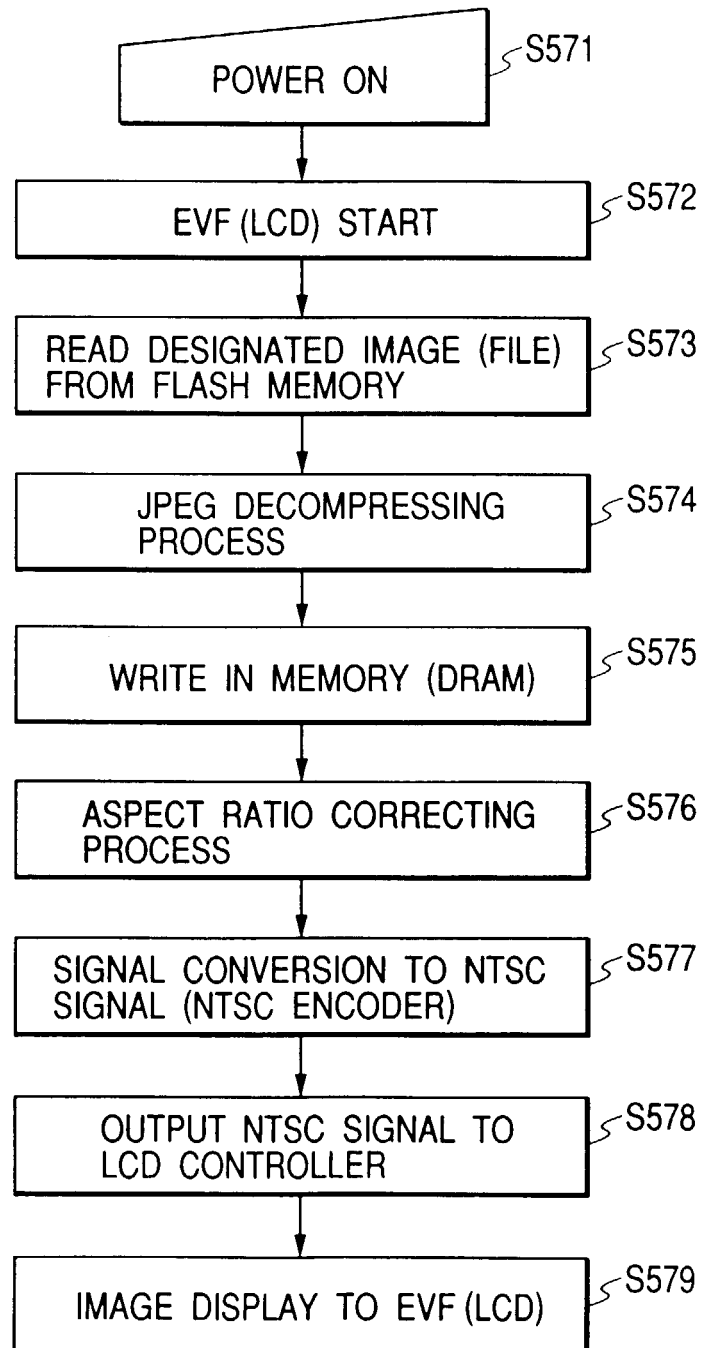 POWER ON
S571
EVF (LCD) START
S572
READ DESIGNATED IMAGE (FILE)
FROM FLASH MEMORY
S573
JPEG DECOMPRESSING
PROCESS
S574
WRITE IN MEMORY (DRAM)
S575
ASPECT RATIO CORRECTING
PROCESS
S576
SIGNAL CONVERSION TO NTSC
SIGNAL (NTSC ENCODER)
S577
OUTPUT NTSC SIGNAL TO
LCD CONTROLLER
S578
IMAGE DISPLAY TO EVF (LCD)
S579